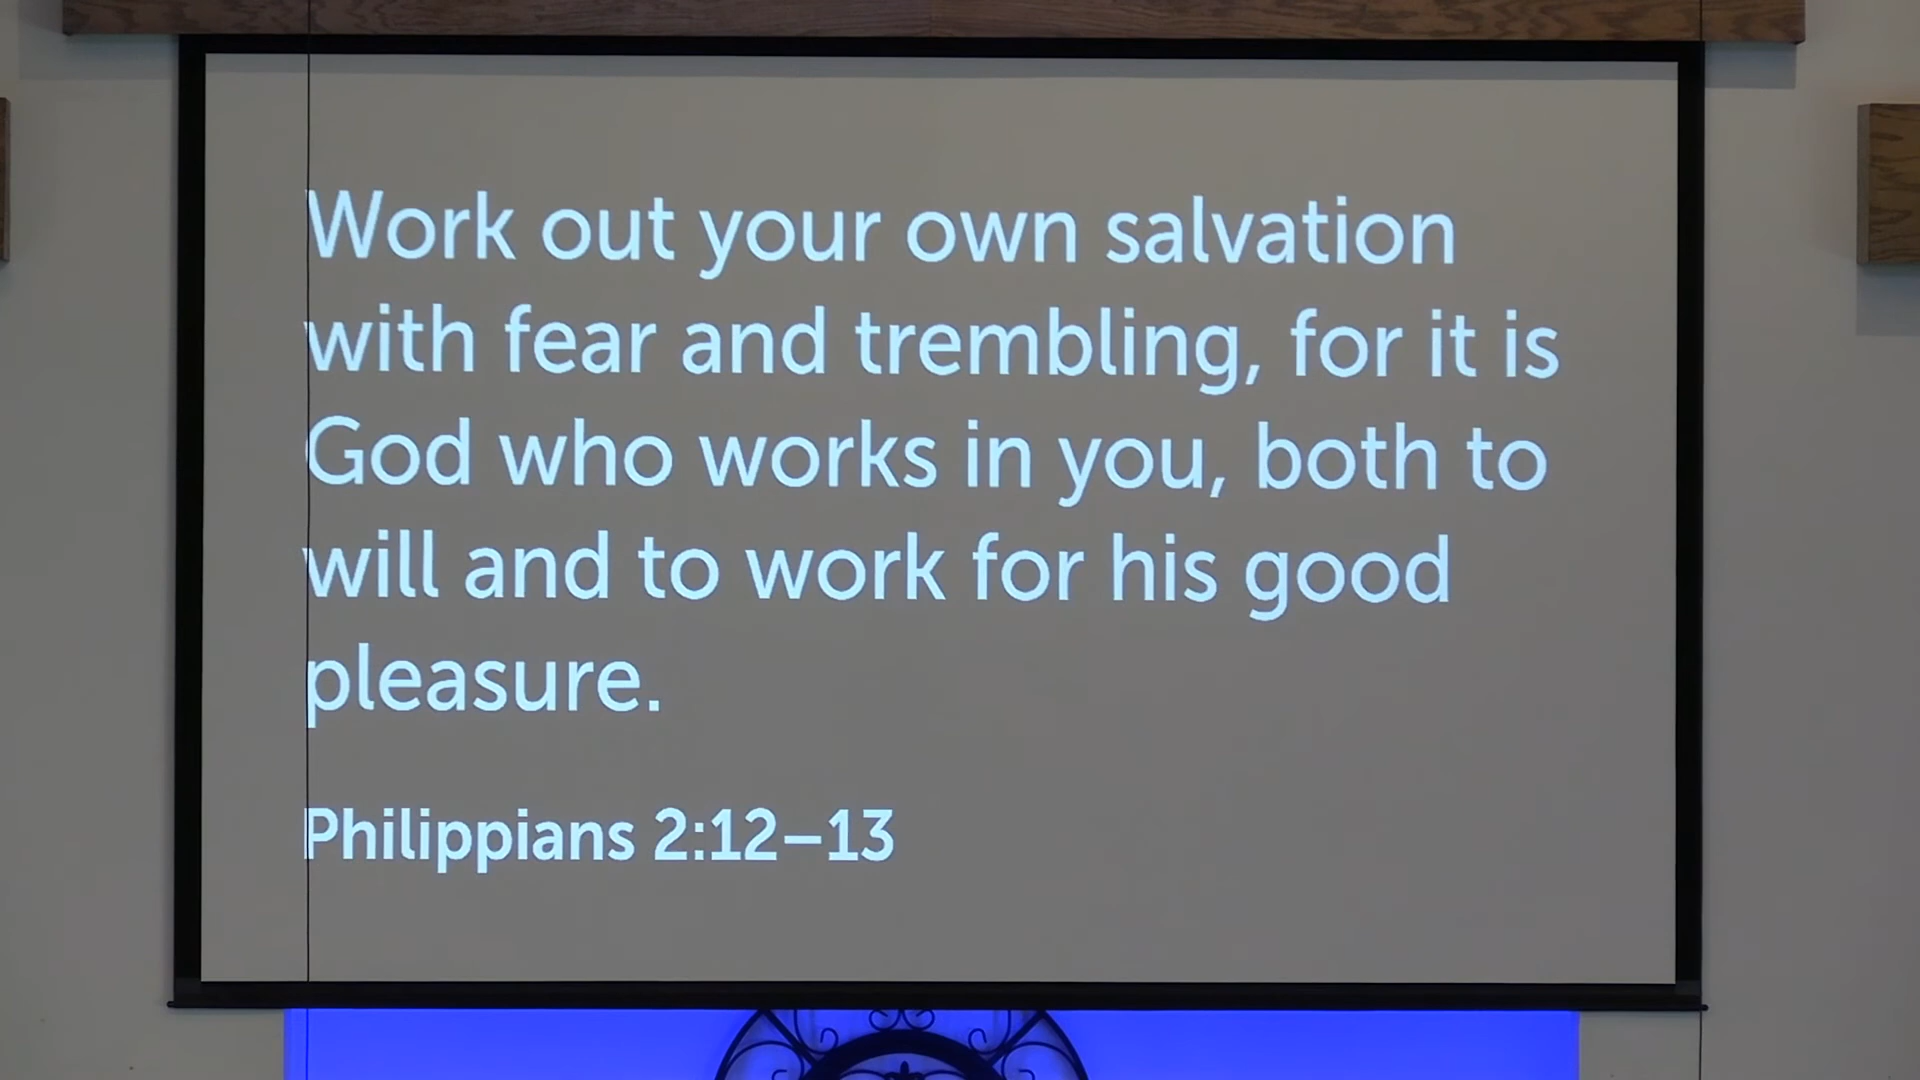 Work out your own salvation
with fear and trembling, for it is
God who works in you, both to
will and to work for his good
pleasure.
Philippians 2:12–13